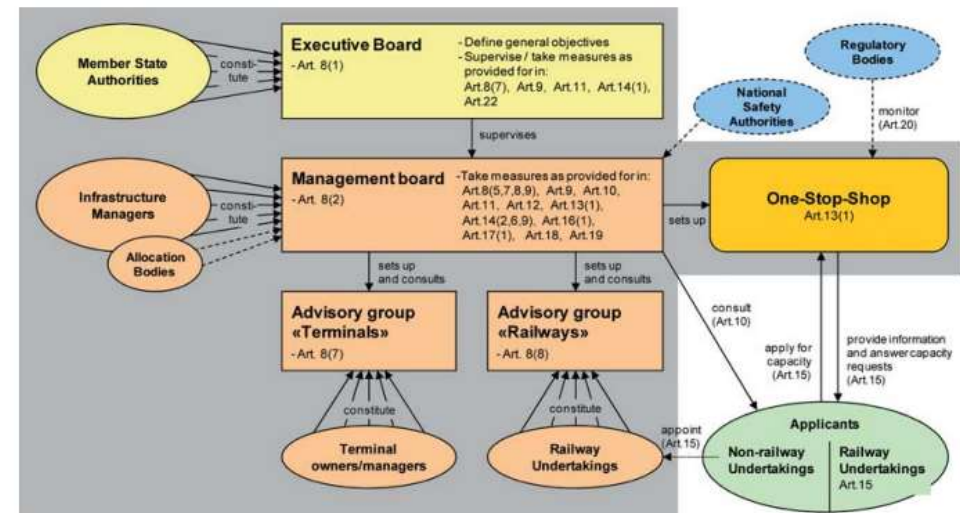 Member State
Authorities
consti-
tute
Executive Board
- Art. 8(1)
- Define general objectives
- Supervise / take measures as
provided for in:
Art.8(7), Art.9, Art.11, Art.14(1),
Art.22
Regulatory
Bodies
National
Safety
Authorities
monitor
(Art.20)
supervises
Infrastructure
Managers
consti-
tute
Allocation
Bodies
Management board
- Art. 8(2)
- Take measures as provided for in:
Art.8(5,7,8,9), Art.9, Art.10,
Art.11, Art.12, Art.13(1),
Art.14(2,6,9), Art.16(1),
Art.17(1), Art.18, Art.19
sets up
One-Stop-Shop
Art.13(1)
sets up
and consults
sets up
and consults
Advisory group
«Terminals»
- Art. 8(7)
Advisory group
«Railways»
- Art. 8(8)
consult
(Art.10)
apply for
capacity
(Art.15)
provide information
and answer capacity
requests
(Art.15)
constitute
constitute
Terminal
owners/managers
Railway
Undertakings
appoint
(Art.15)
Applicants
Non-railway
Undertakings
Railway
Undertakings
Art.15